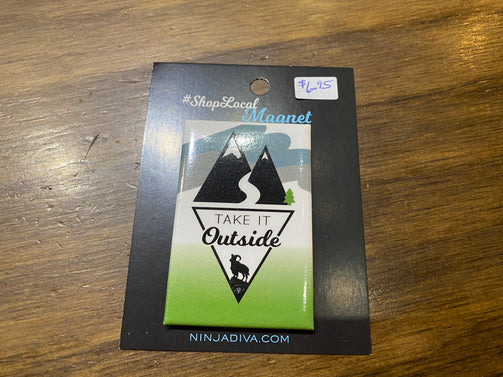 $6.95
#ShopLocal
Magnet
TAKE IT
Outside
NINJADIVA.COM